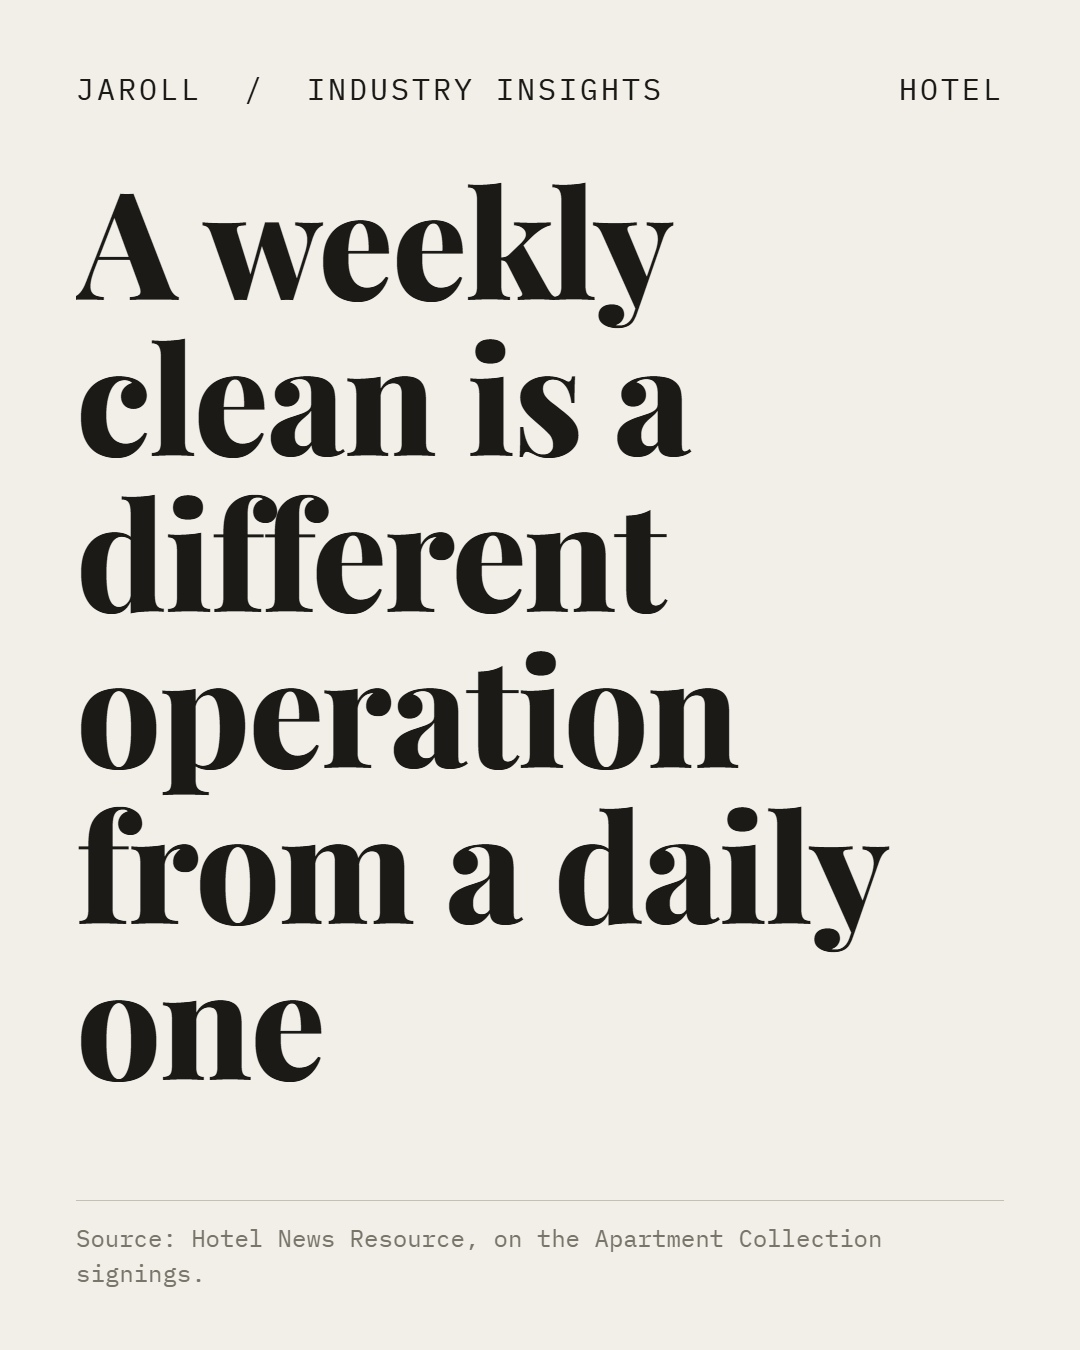 JAROLL / INDUSTRY INSIGHTS HOTEL
A weekly
clean is a
different
operation
from a daily
one
Source: Hotel News Resource, on the Apartment Collection
signings.